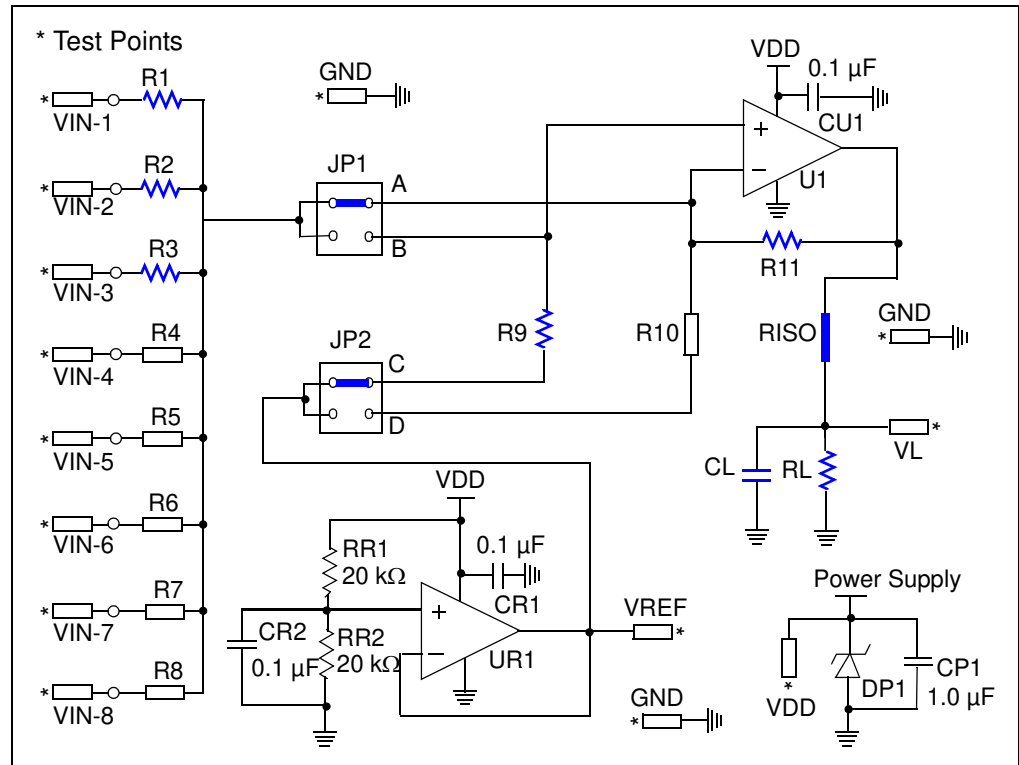 * Test Points
R1
*
VIN-1
R2
*
VIN-2
R3
*
VIN-3
R4
*
VIN-4
R5
*
VIN-5
R6
*
VIN-6
R7
*
VIN-7
R8
*
VIN-8
GND
*
JP1
A
B
JP2
C
D
R9
R10
R11
VDD
0.1 µF
CU1
+
−
U1
RISO
GND
*
VL
*
CL
RL
VDD
0.1 µF
CR1
RR1
20 kΩ
RR2
20 kΩ
CR2
0.1 µF
+
−
UR1
VREF
*
GND
*
Power Supply
*
VDD
DP1
CP1
1.0 µF